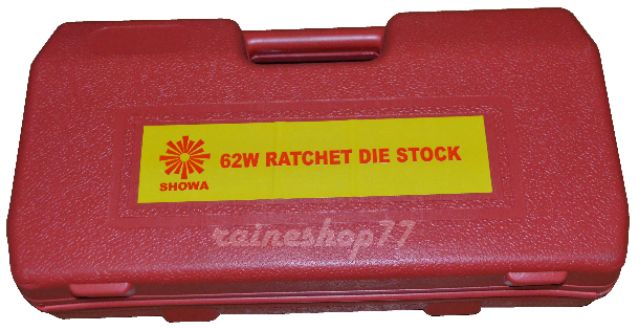 62W RATCHET DIE STOCK
SHOWA
raineshop77